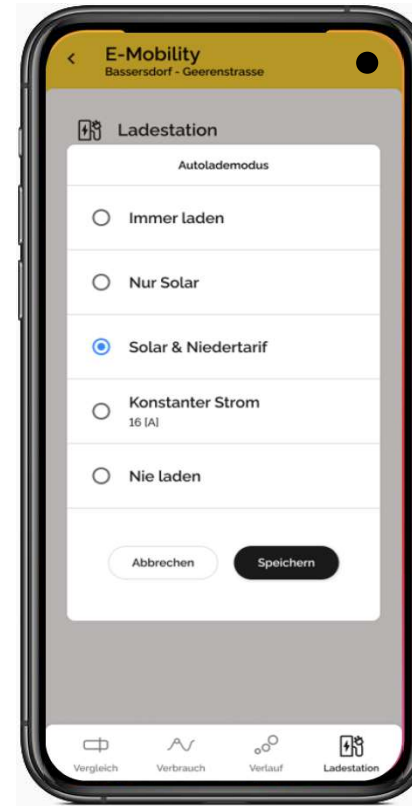 E-Mobility
Bassersdorf - Geerenstrasse
Ladestation
Autolademodus
Immer laden
Nur Solar
Solar & Niedertarif
Konstanter Strom
16 [A]
Nie laden
Abbrechen
Speichern
Vergleich
Verbrauch
Verlauf
Ladestation